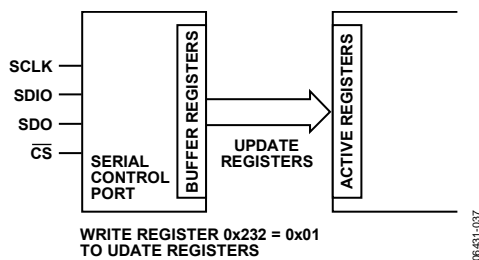 SCLK
SDIO
SDO
CS
SERIAL
CONTROL
PORT
BUFFER REGISTERS
UPDATE
REGISTERS
ACTIVE REGISTERS
WRITE REGISTER 0x232 = 0x01
TO UDATE REGISTERS
06431-037